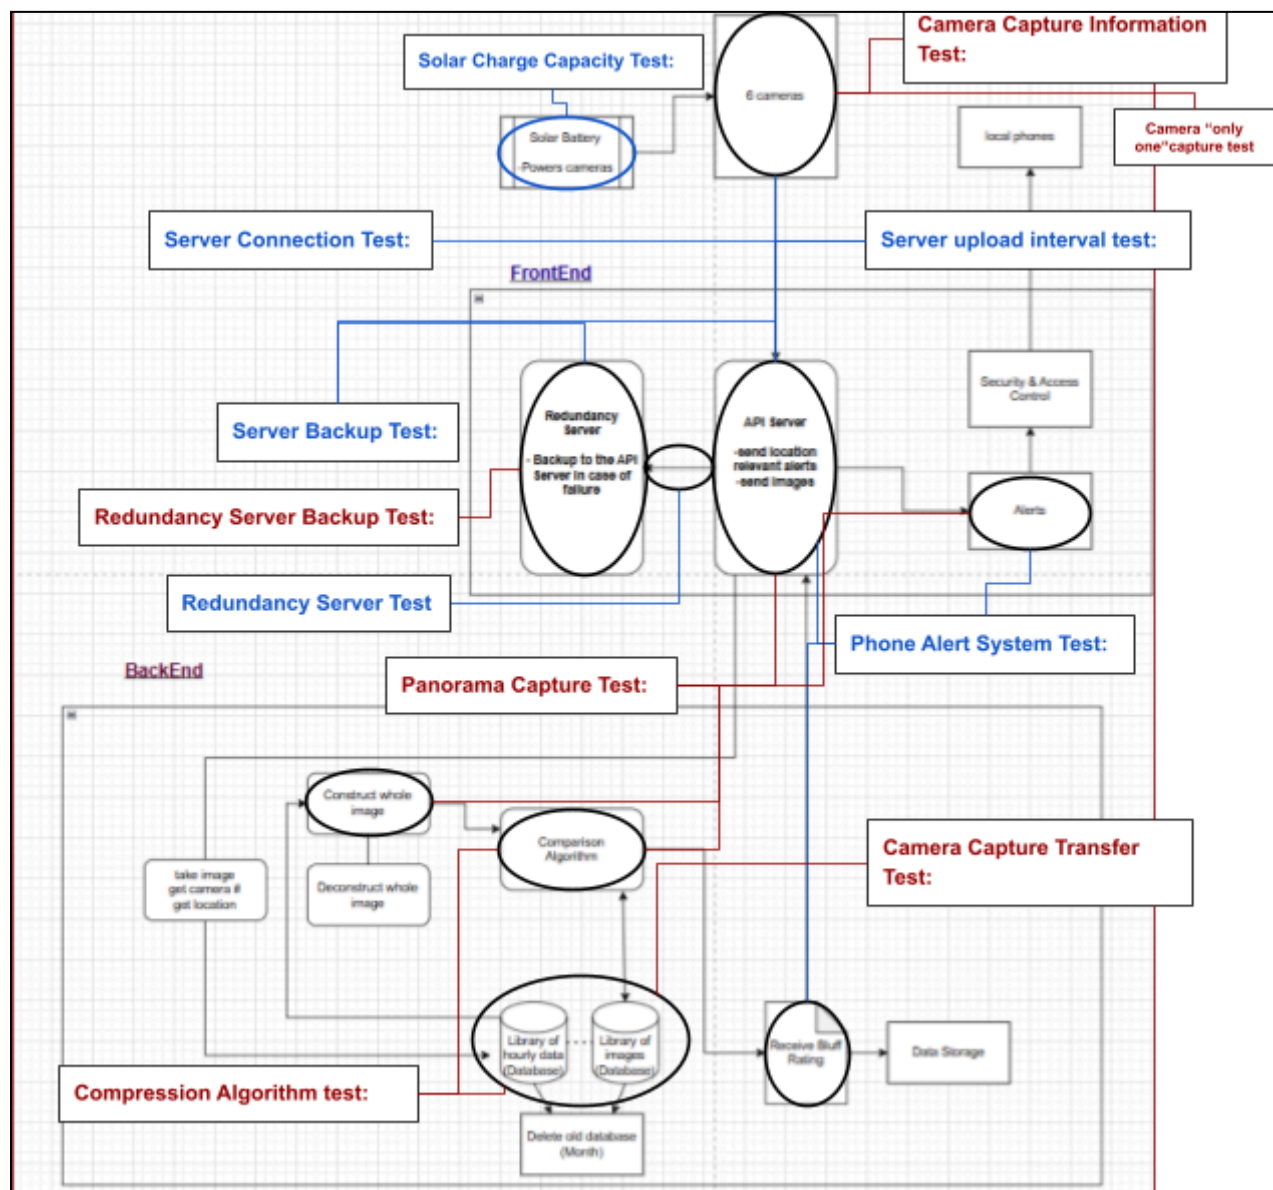 Camera Capture Information
Test:
Solar Charge Capacity Test:
6 cameras
Camera “only
one”capture test
local phones
Solar Battery
-Powers cameras
Server Connection Test:
Server upload interval test:
FrontEnd
Security & Access
Control
Redundancy
Server
- Backup to the API
Server in case of
failure
API Server
-send location
relevant alerts
-send images
Server Backup Test:
Redundancy Server Backup Test:
Alerts
Redundancy Server Test
Phone Alert System Test:
BackEnd
Panorama Capture Test:
Construct whole
image
Comparison
Algorithm
Camera Capture Transfer
Test:
take image
get camera #
get location
Deconstruct whole
image
Library of
hourly data
(Database)
Library of
images
(Database)
Receive Bluff
Rating
Data Storage
Compression Algorithm test:
Delete old database
(Month)